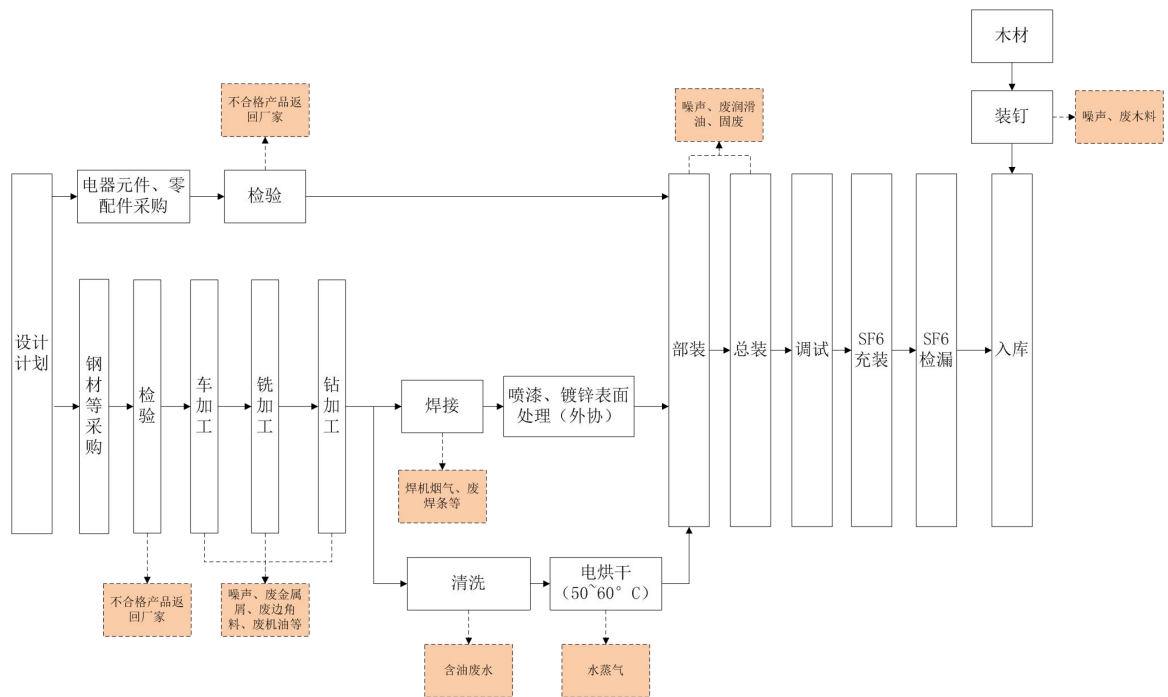 木材
不合格产品返
回厂家
噪声、废润滑
油、固废
装钉
噪声、废木料
电器元件、零
配件采购
检验
设计
计划
钢材等采购
检验
车加工
铣加工
钻加工
焊接
喷漆、镀锌表面
处理（外协）
部装
总装
调试
SF6
充装
SF6
检漏
入库
焊机烟气、废
焊条等
不合格产品返
回厂家
噪声、废金属
屑、废边角
料、废机油等
清洗
电烘干
（50~60° C）
含油废水
水蒸气